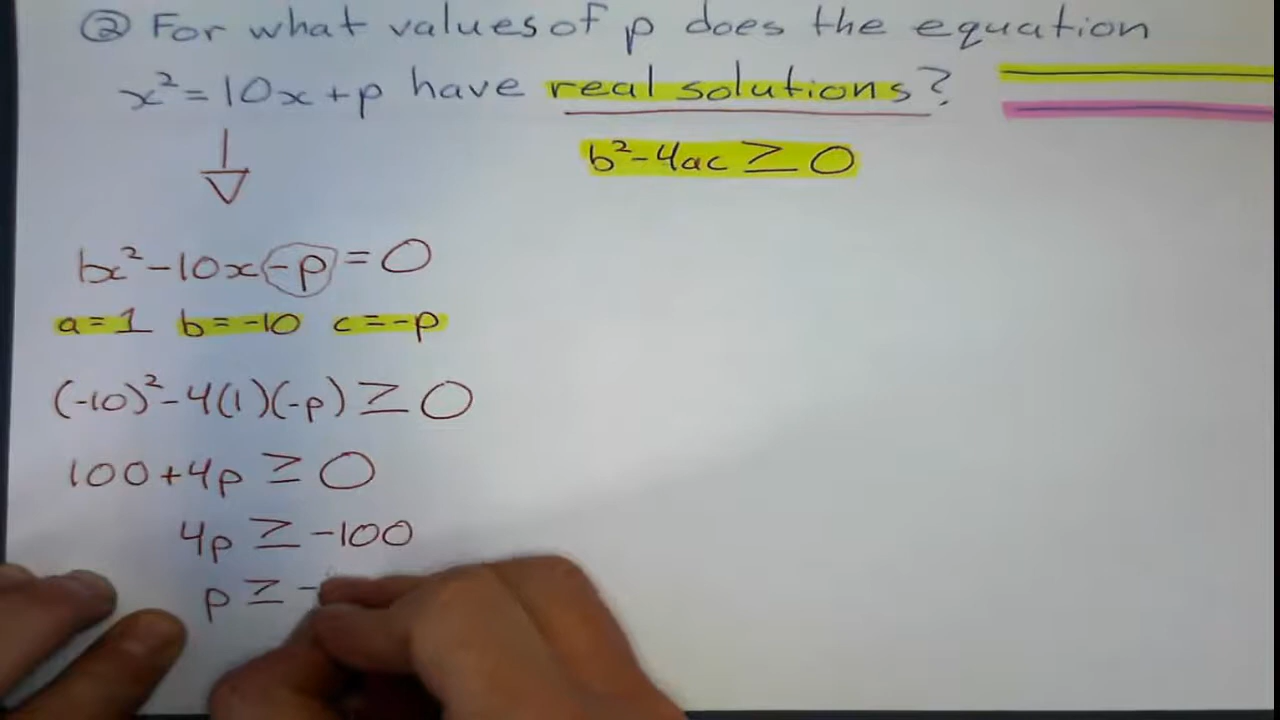 ② For what values of p does the equation
x² = 10x + p have real solutions?
b² - 4ac ≥ 0
1x² - 10x - p = 0
a = 1 b = -10 c = -p
(-10)² - 4(1)(-p) ≥ 0
100 + 4p ≥ 0
4p ≥ -100
p ≥ -